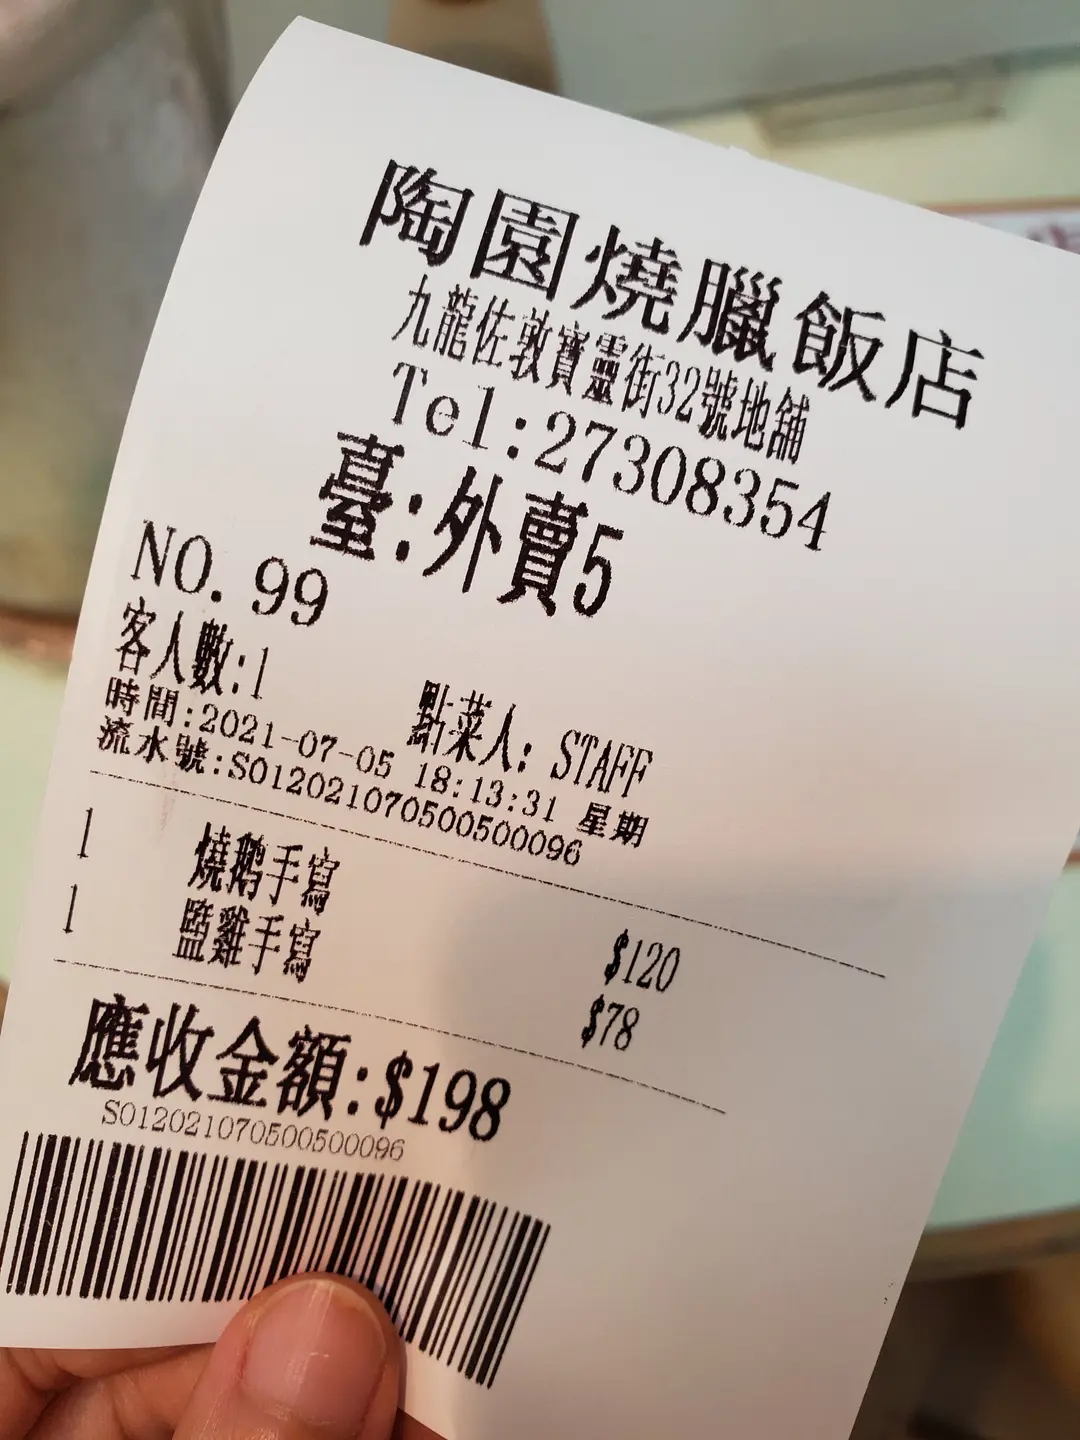 陶園燒臘飯店
九龍佐敦寶靈街32號地舖
Tel:27308354
臺:外賣5
NO. 99
客人數:1 點菜人: STAFF
時間:2021-07-05 18:13:31 星期
流水號:S012021070500500096
1 燒鵝手寫 $120
1 鹽雞手寫 $78
應收金額:$198
S012021070500500096